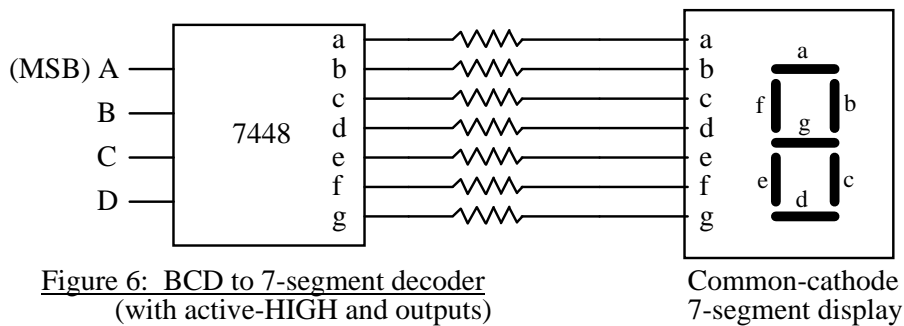 a
b
c
d
e
f
g
(MSB) A
B
C
D
7448
a
b
c
d
e
f
g
a
f
b
g
e
c
d
Figure 6: BCD to 7-segment decoder
(with active-HIGH and outputs)
Common-cathode
7-segment display